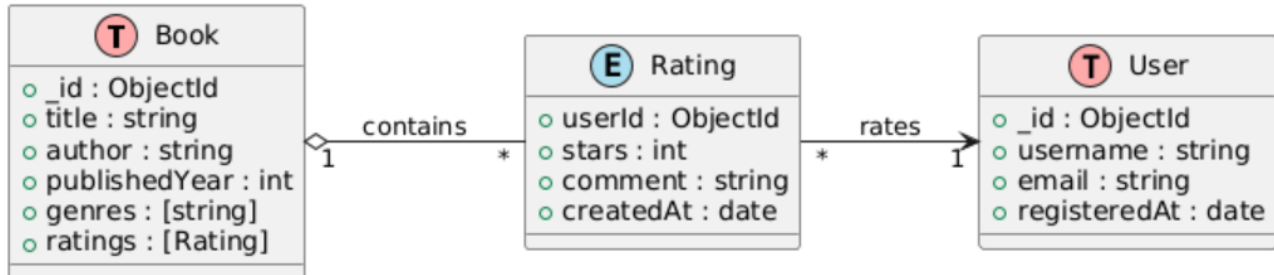 T Book
_id : ObjectId
title : string
author : string
publishedYear : int
genres : [string]
ratings : [Rating]
contains
1
*
E Rating
userId : ObjectId
stars : int
comment : string
createdAt : date
rates
*
1
T User
_id : ObjectId
username : string
email : string
registeredAt : date